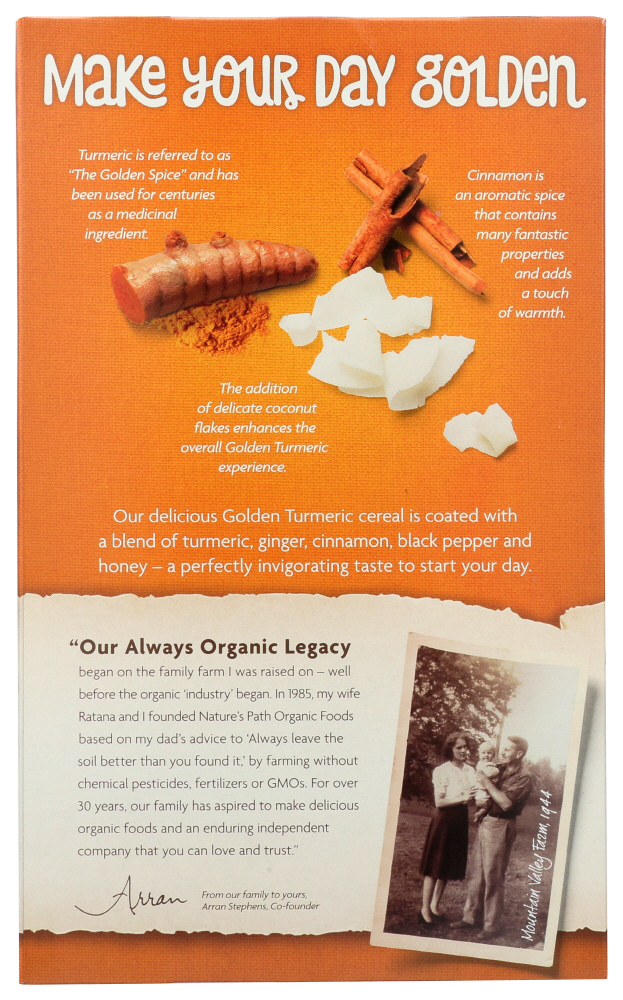 Make your Day golden
Turmeric is referred to as
"The Golden Spice" and has
been used for centuries
as a medicinal
ingredient.
Cinnamon is
an aromatic spice
that contains
many fantastic
properties
and adds
a touch
of warmth.
The addition
of delicate coconut
flakes enhances the
overall Golden Turmeric
experience.
Our delicious Golden Turmeric cereal is coated with
a blend of turmeric, ginger, cinnamon, black pepper and
honey – a perfectly invigorating taste to start your day.
"Our Always Organic Legacy
began on the family farm I was raised on – well
before the organic 'industry' began. In 1985, my wife
Ratana and I founded Nature's Path Organic Foods
based on my dad's advice to 'Always leave the
soil better than you found it,' by farming without
chemical pesticides, fertilizers or GMOs. For over
30 years, our family has aspired to make delicious
organic foods and an enduring independent
company that you can love and trust."
Arran
From our family to yours,
Arran Stephens, Co-founder
Mountain Valley Farm, 1944